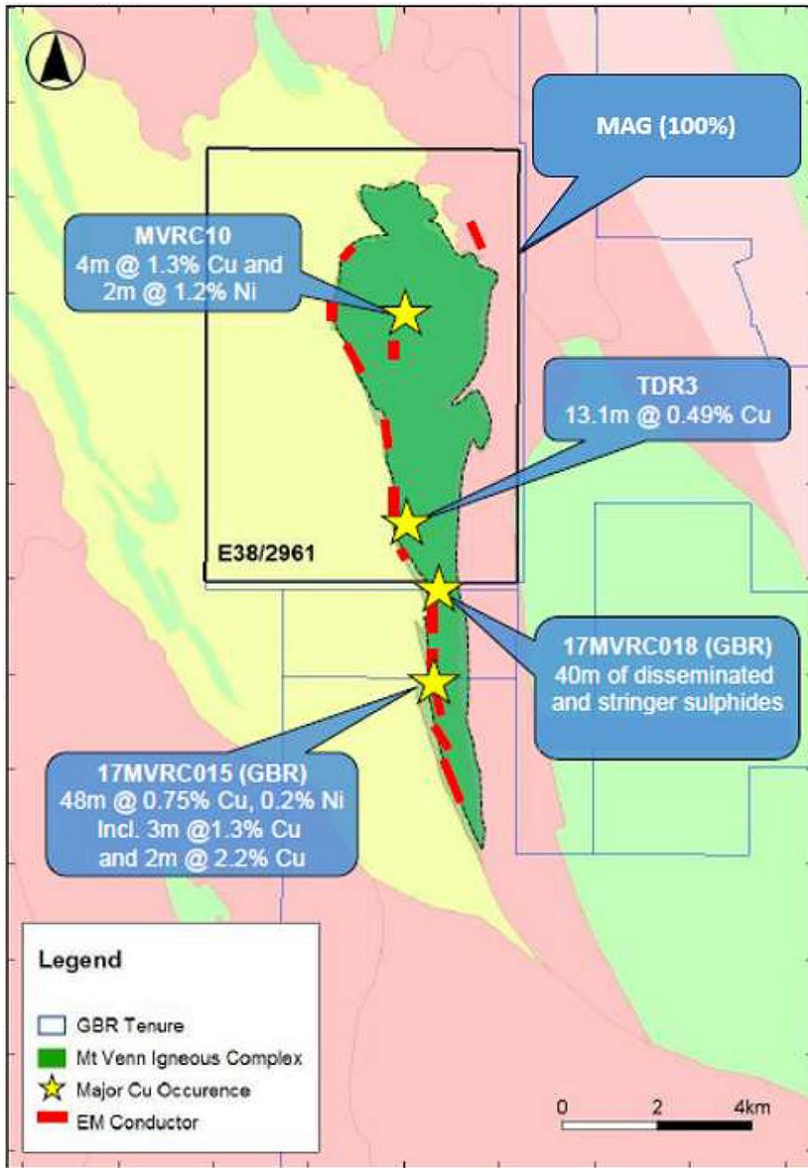 MAG (100%)
MVRC10
4m @ 1.3% Cu and
2m @ 1.2% Ni
TDR3
13.1m @ 0.49% Cu
E38/2961
17MVRC018 (GBR)
40m of disseminated
and stringer sulphides
17MVRC015 (GBR)
48m @ 0.75% Cu, 0.2% Ni
Incl. 3m @1.3% Cu
and 2m @ 2.2% Cu
Legend
GBR Tenure
Mt Venn Igneous Complex
Major Cu Occurence
EM Conductor
0 2 4km